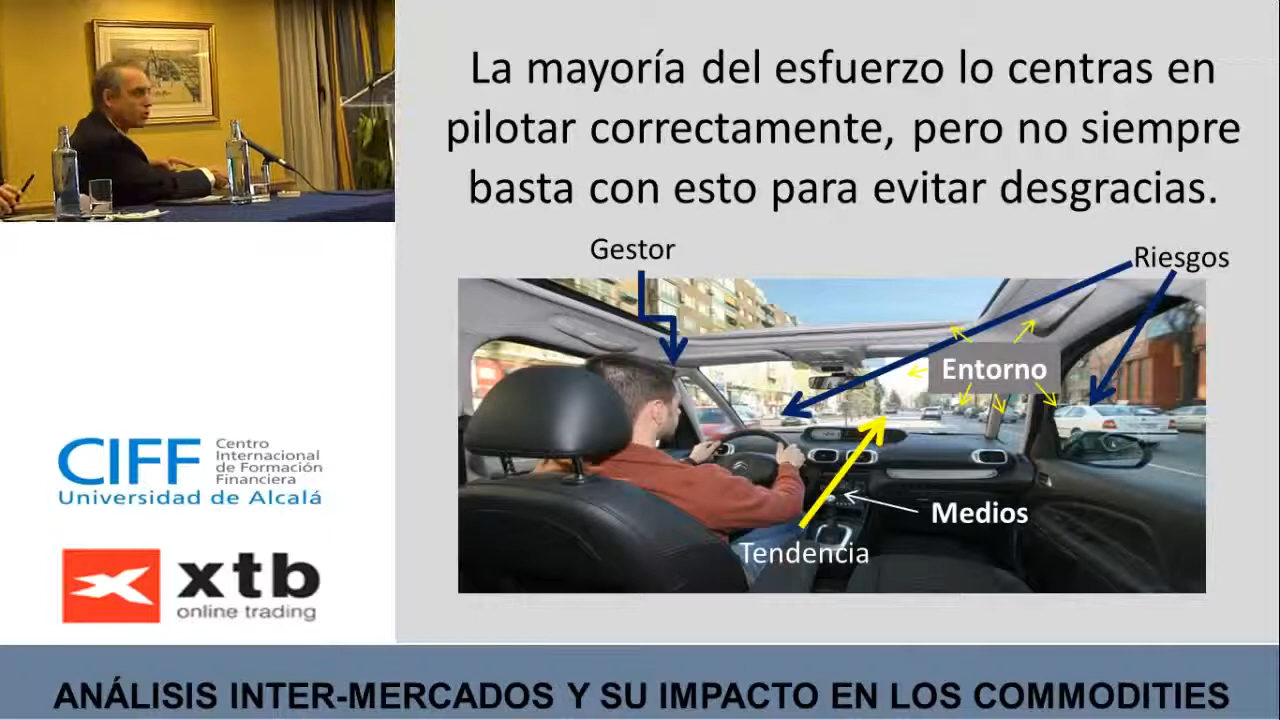 La mayoría del esfuerzo lo centras en
pilotar correctamente, pero no siempre
basta con esto para evitar desgracias.
Gestor
Riesgos
Entorno
Medios
Tendencia
CIFF
Centro
Internacional
de Formación
Financiera
Universidad de Alcalá
xtb
online trading
ANÁLISIS INTER-MERCADOS Y SU IMPACTO EN LOS COMMODITIES